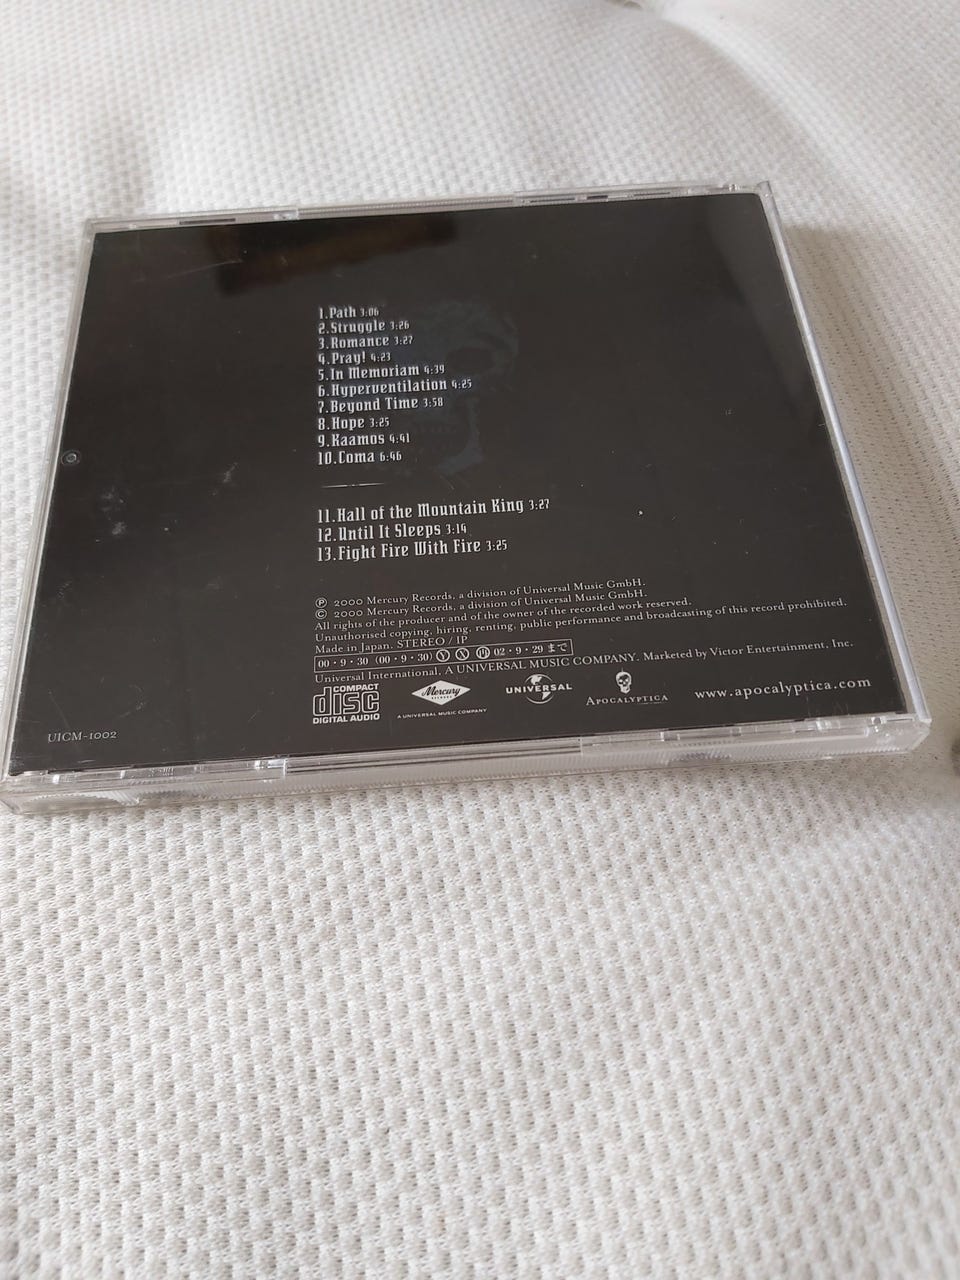 1.Path 3:06
2.Struggle 3:26
3.Romance 3:27
4.Pray! 4:23
5.In Memoriam 4:39
6.Hyperventilation 4:25
7.Beyond Time 3:58
8.Hope 3:25
9.Kaamos 4:41
10.Coma 6:46
11.Hall of the Mountain King 3:27
12.Until It Sleeps 3:14
13.Fight Fire With Fire 3:25
℗ 2000 Mercury Records, a division of Universal Music GmbH.
© 2000 Mercury Records, a division of Universal Music GmbH.
All rights of the producer and of the owner of the recorded work reserved.
Unauthorised copying, hiring, renting, public performance and broadcasting of this record prohibited.
Made in Japan. STEREO / IP
00・9・30 (00・9・30) Ⓨ Ⓧ 02・9・29 まで
Universal International, A UNIVERSAL MUSIC COMPANY. Marketed by Victor Entertainment, Inc.
COMPACT
disc
DIGITAL AUDIO
Mercury
RECORDS
A UNIVERSAL MUSIC COMPANY
UNIVERSAL
APOCALYPTICA
www.apocalyptica.com
UICM-1002